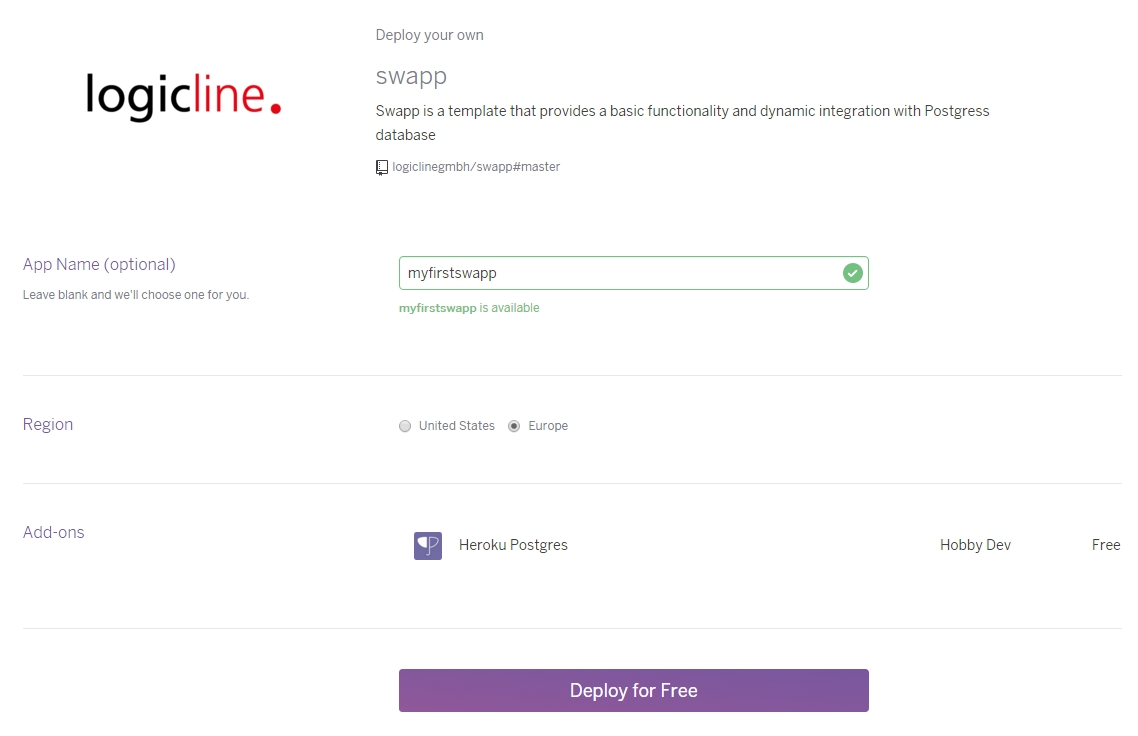 logicline.
Deploy your own
swapp
Swapp is a template that provides a basic functionality and dynamic integration with Postgress
database
logiclinegmbh/swapp#master
App Name (optional)
Leave blank and we'll choose one for you.
myfirstswapp
myfirstswapp is available
Region
United States
Europe
Add-ons
Heroku Postgres
Hobby Dev
Free
Deploy for Free